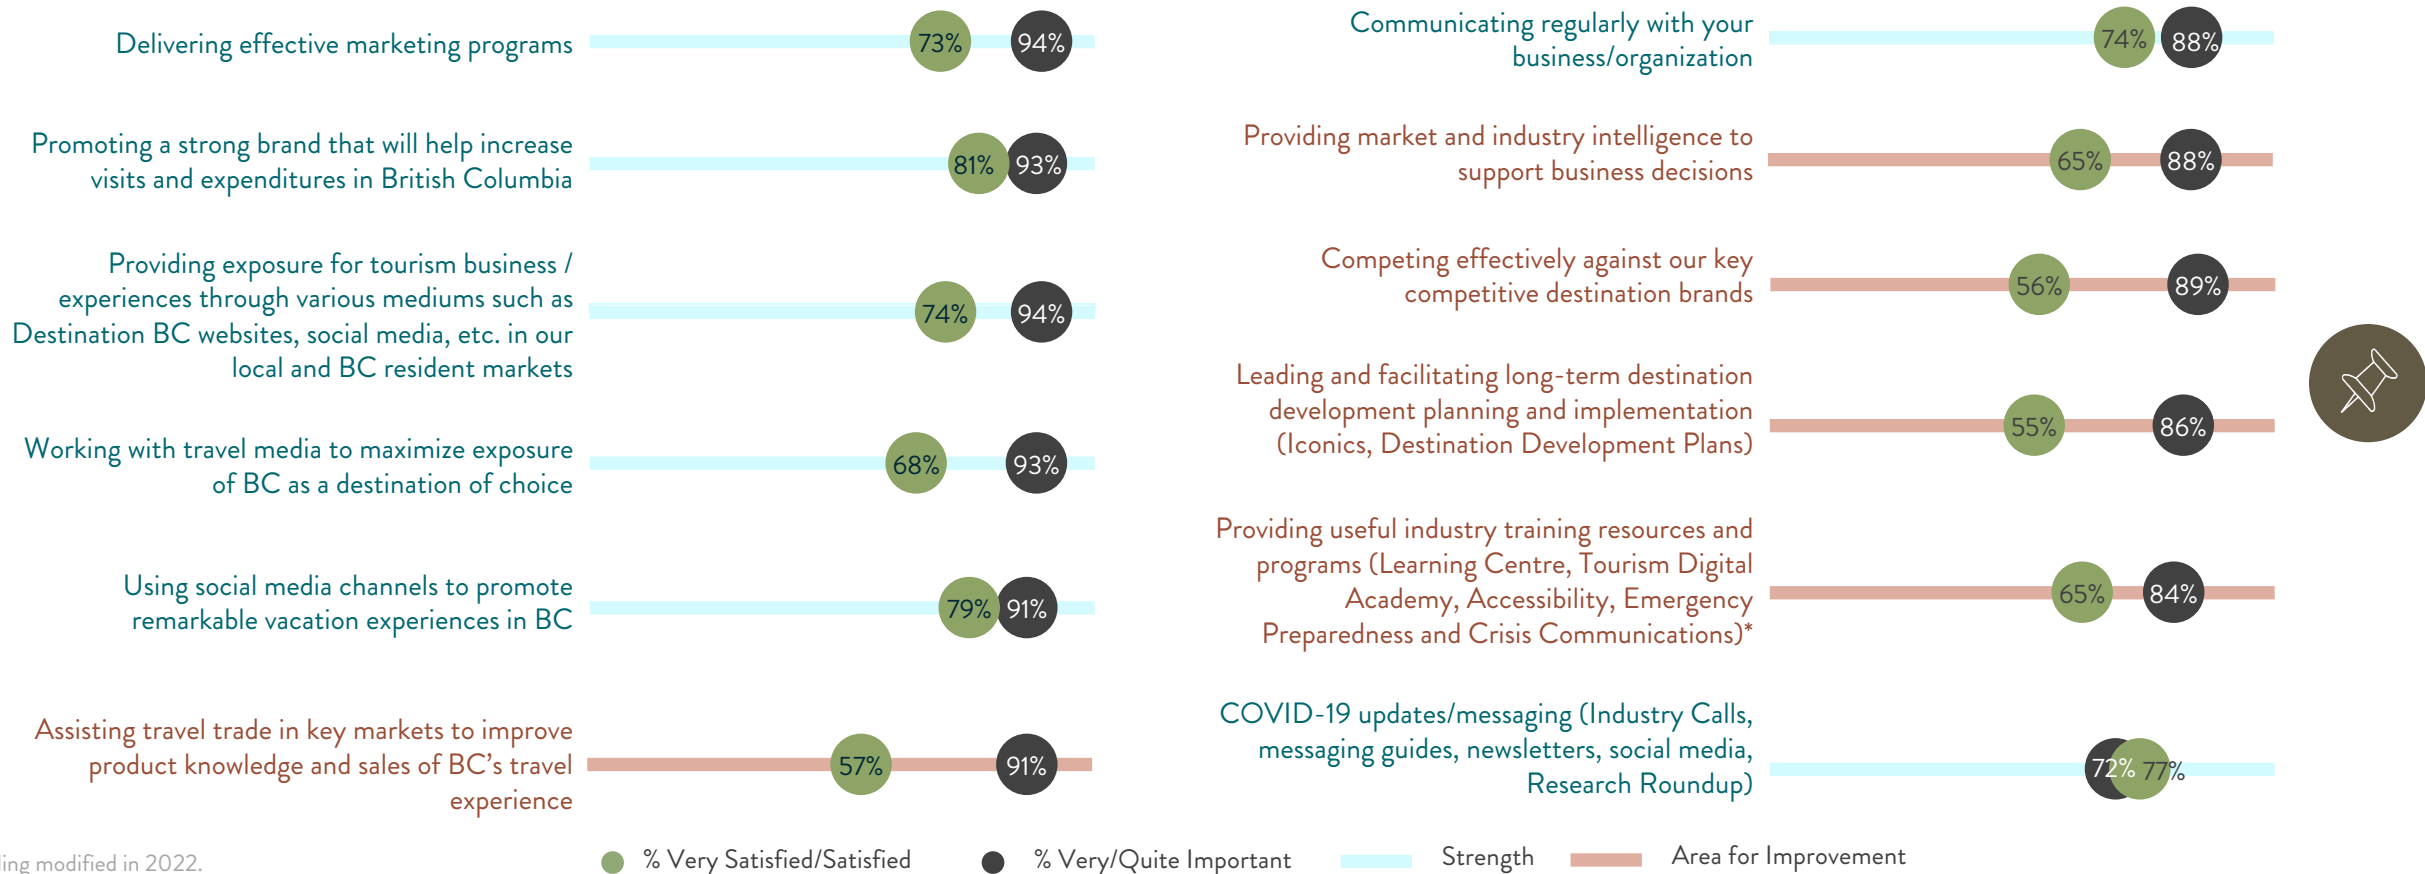 Delivering effective marketing programs
73%
94%
Promoting a strong brand that will help increase
visits and expenditures in British Columbia
81%
93%
Providing exposure for tourism business /
experiences through various mediums such as
Destination BC websites, social media, etc. in our
local and BC resident markets
74%
94%
Working with travel media to maximize exposure
of BC as a destination of choice
68%
93%
Using social media channels to promote
remarkable vacation experiences in BC
79%
91%
Assisting travel trade in key markets to improve
product knowledge and sales of BC's travel
experience
57%
91%
Communicating regularly with your
business/organization
74%
88%
Providing market and industry intelligence to
support business decisions
65%
88%
Competing effectively against our key
competitive destination brands
56%
89%
Leading and facilitating long-term destination
development planning and implementation
(Iconics, Destination Development Plans)
55%
86%
Providing useful industry training resources and
programs (Learning Centre, Tourism Digital
Academy, Accessibility, Emergency
Preparedness and Crisis Communications)*
65%
84%
COVID-19 updates/messaging (Industry Calls,
messaging guides, newsletters, social media,
Research Roundup)
72%
77%
modified in 2022.
% Very Satisfied/Satisfied
% Very/Quite Important
Strength
Area for Improvement